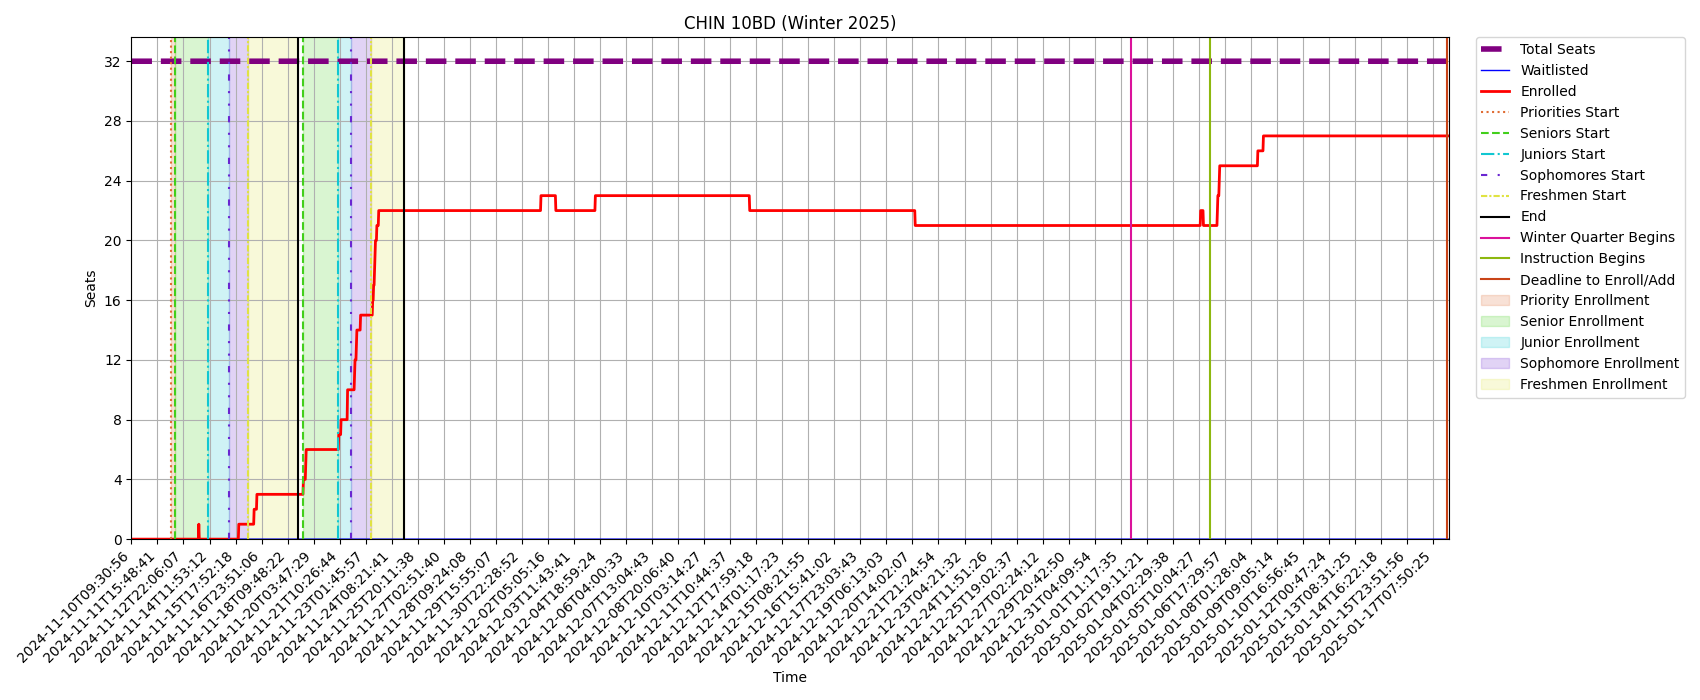 CHIN 10BD (Winter 2025)
Seats
32
28
24
20
16
12
8
4
0
2024-11-10T09:30:56
2024-11-11T15:48:41
2024-11-12T22:06:07
2024-11-14T11:53:12
2024-11-15T17:52:18
2024-11-16T23:51:06
2024-11-18T09:48:22
2024-11-20T03:47:29
2024-11-21T10:26:44
2024-11-23T01:45:57
2024-11-24T08:21:41
2024-11-25T20:11:38
2024-11-27T02:51:40
2024-11-28T09:24:08
2024-11-29T15:55:07
2024-11-30T22:28:52
2024-12-02T05:05:16
2024-12-03T11:43:41
2024-12-04T18:59:24
2024-12-06T04:00:33
2024-12-07T13:04:43
2024-12-08T20:06:40
2024-12-10T03:14:27
2024-12-11T10:44:37
2024-12-12T17:59:18
2024-12-14T01:17:23
2024-12-15T08:21:55
2024-12-16T15:41:02
2024-12-17T23:03:43
2024-12-19T06:13:03
2024-12-20T14:02:07
2024-12-21T21:24:54
2024-12-23T04:21:32
2024-12-24T11:51:26
2024-12-25T19:02:37
2024-12-27T02:24:12
2024-12-29T20:42:50
2024-12-31T04:09:54
2025-01-01T11:17:35
2025-01-02T19:11:21
2025-01-04T02:29:38
2025-01-05T10:04:27
2025-01-06T17:29:57
2025-01-08T01:28:04
2025-01-09T09:05:14
2025-01-10T16:56:45
2025-01-12T00:47:24
2025-01-13T08:31:25
2025-01-14T16:22:18
2025-01-15T23:51:56
2025-01-17T07:50:25
Time
Total Seats
Waitlisted
Enrolled
Priorities Start
Seniors Start
Juniors Start
Sophomores Start
Freshmen Start
End
Winter Quarter Begins
Instruction Begins
Deadline to Enroll/Add
Priority Enrollment
Senior Enrollment
Junior Enrollment
Sophomore Enrollment
Freshmen Enrollment